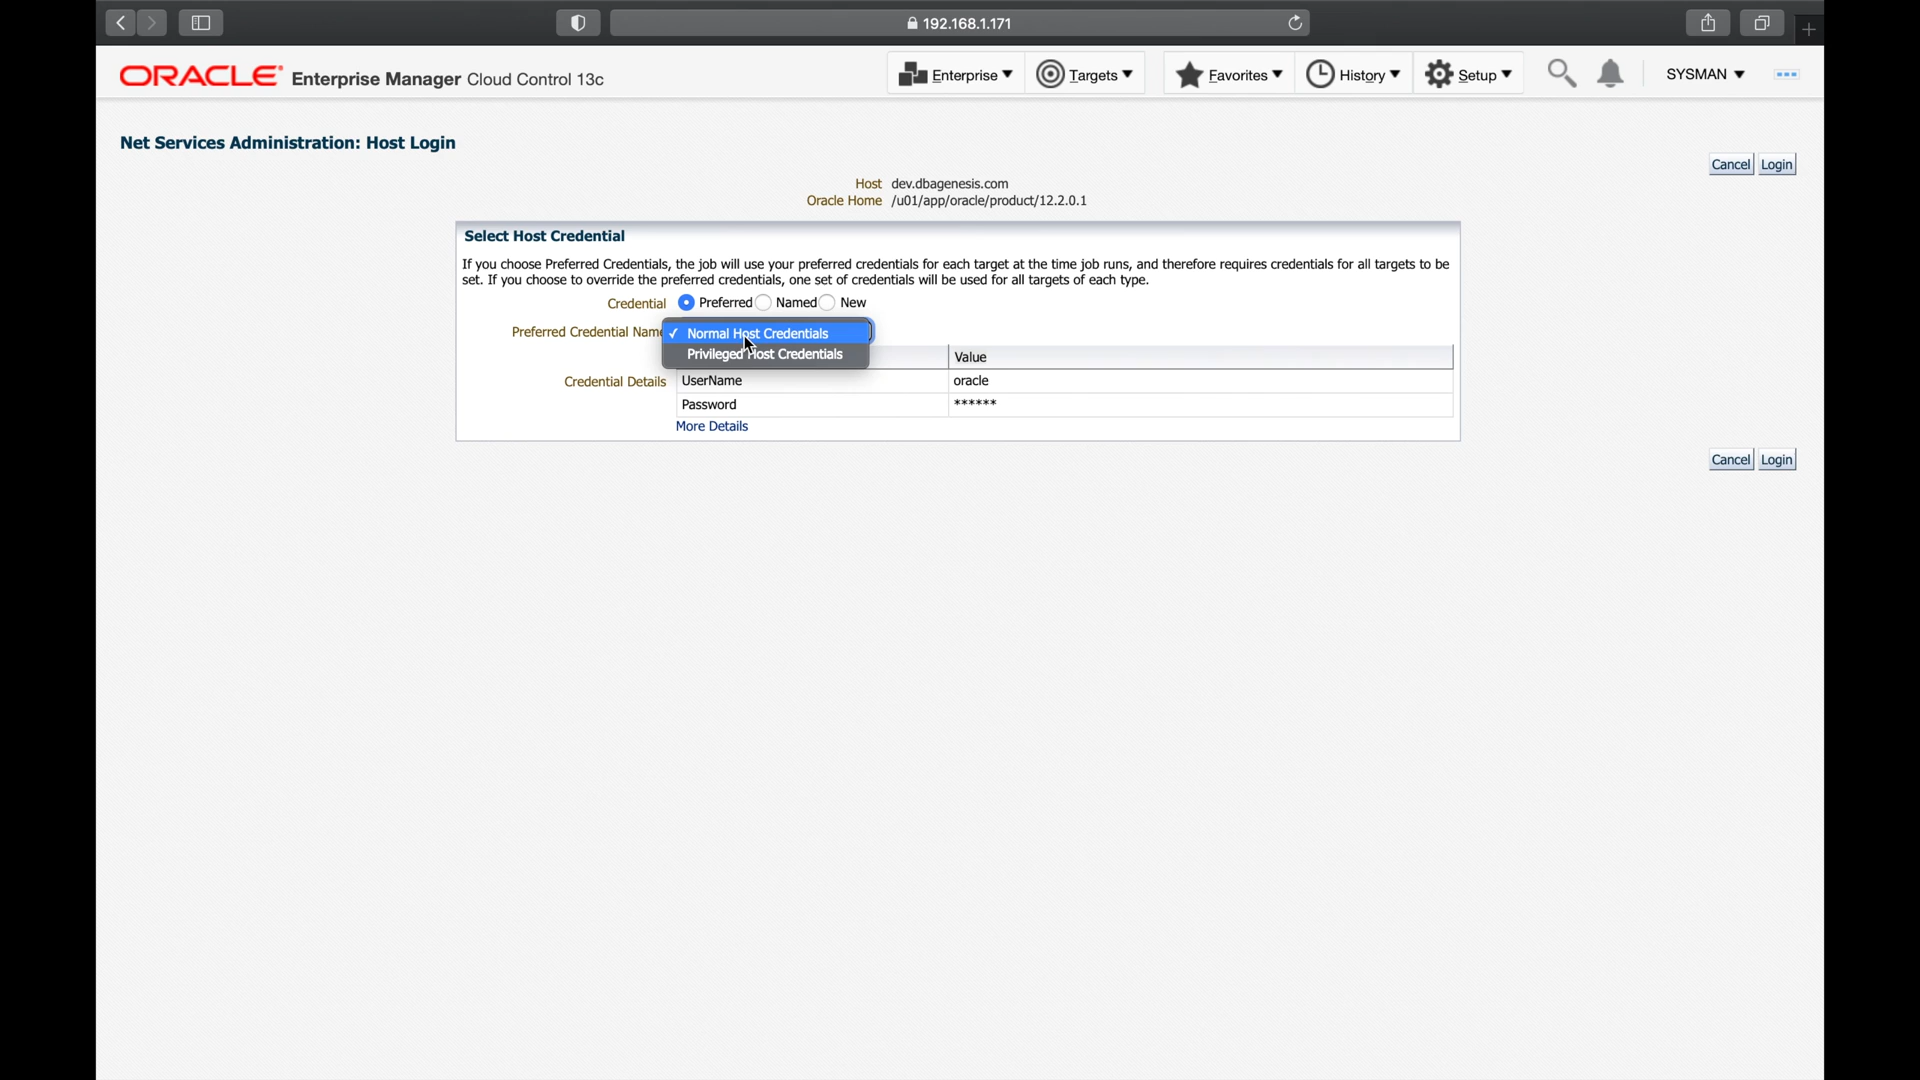 192.168.1.171
ORACLE Enterprise Manager Cloud Control 13c
Enterprise
Targets
Favorites
History
Setup
SYSMAN
Net Services Administration: Host Login
Cancel Login
Host dev.dbagenesis.com
Oracle Home /u01/app/oracle/product/12.2.0.1
Select Host Credential
If you choose Preferred Credentials, the job will use your preferred credentials for each target at the time job runs, and therefore requires credentials for all targets to be
set. If you choose to override the preferred credentials, one set of credentials will be used for all targets of each type.
Credential Preferred Named New
Preferred Credential Name
✓ Normal Host Credentials
Privileged Host Credentials
Value
Credential Details
UserName oracle
Password ******
More Details
Cancel Login